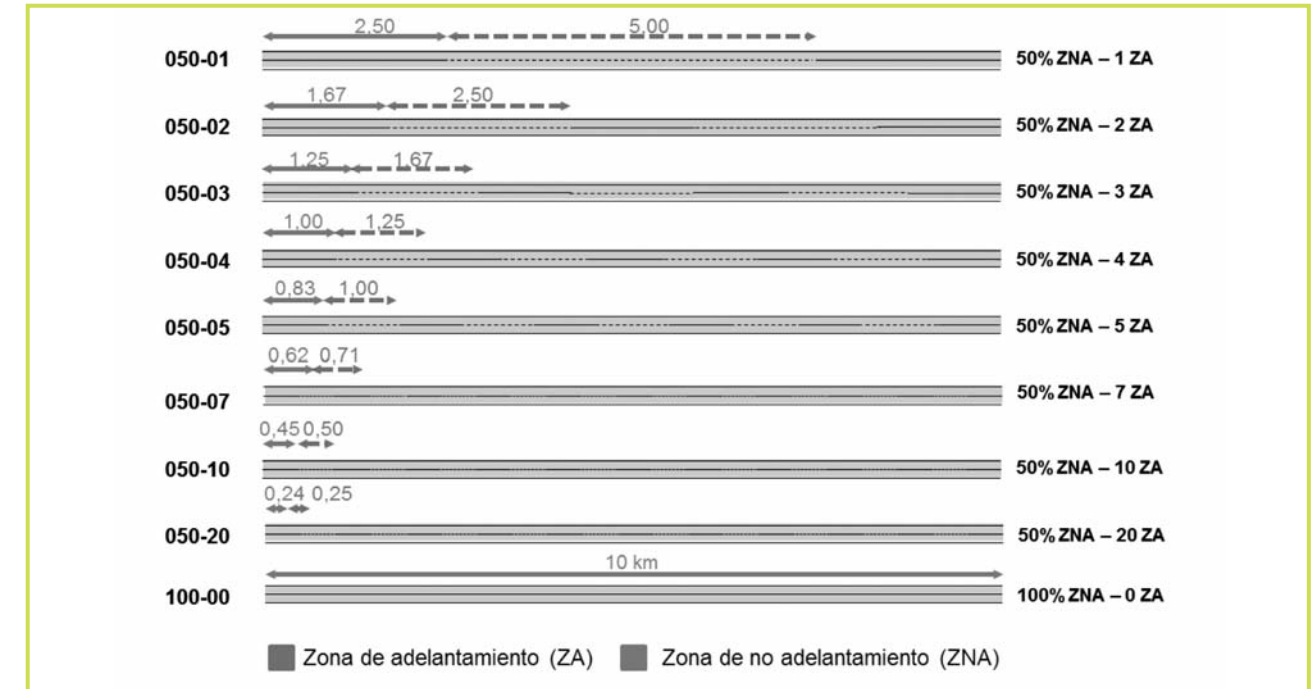 2,50 5,00
050-01 50% ZNA – 1 ZA
1,67 2,50
050-02 50% ZNA – 2 ZA
1,25 1,67
050-03 50% ZNA – 3 ZA
1,00 1,25
050-04 50% ZNA – 4 ZA
0,83 1,00
050-05 50% ZNA – 5 ZA
0,62 0,71
050-07 50% ZNA – 7 ZA
0,45 0,50
050-10 50% ZNA – 10 ZA
0,24 0,25
050-20 50% ZNA – 20 ZA
10 km
100-00 100% ZNA – 0 ZA
Zona de adelantamiento (ZA) Zona de no adelantamiento (ZNA)